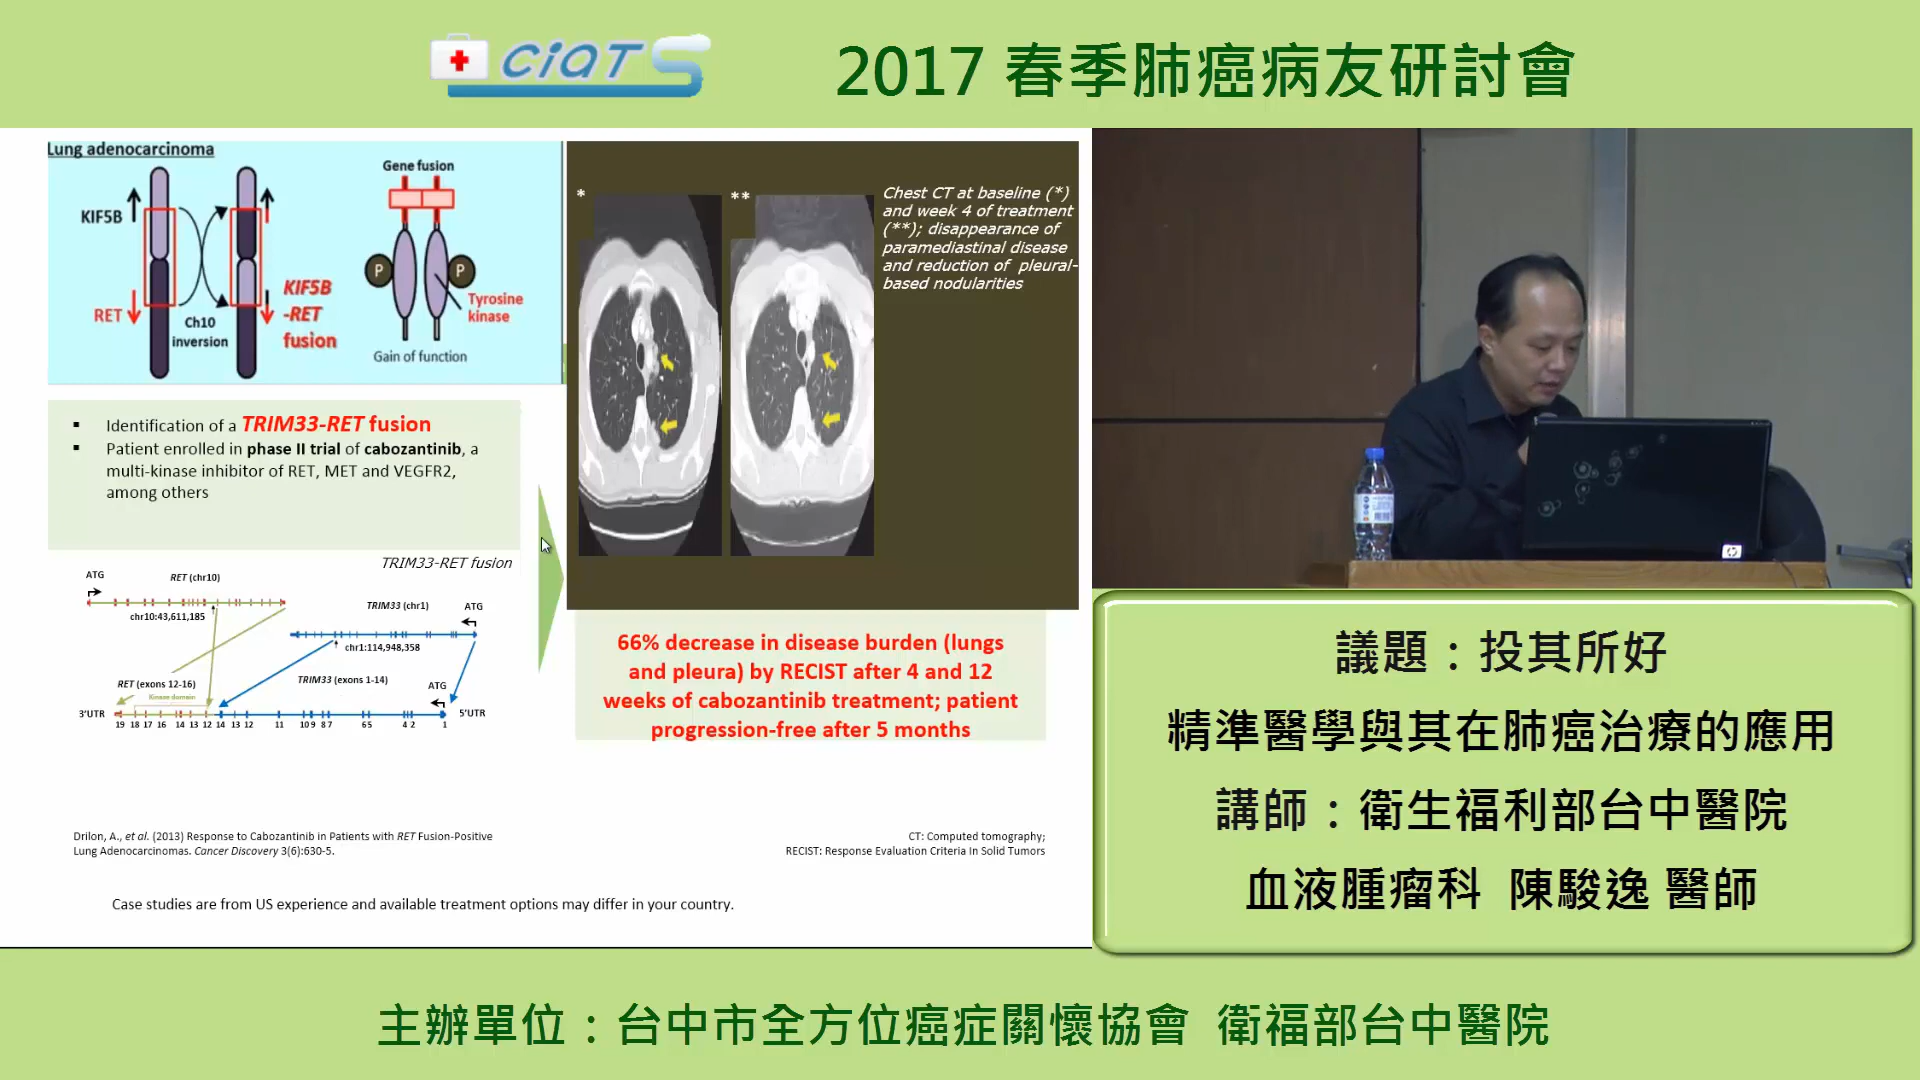 CIATS
2017 春季肺癌病友研討會
Lung adenocarcinoma
KIF5B
RET
Ch10
inversion
KIF5B
-RET
fusion
Gene fusion
P
P
Tyrosine
kinase
Gain of function
▪ Identification of a TRIM33-RET fusion
▪ Patient enrolled in phase II trial of cabozantinib, a
multi-kinase inhibitor of RET, MET and VEGFR2,
among others
TRIM33-RET fusion
ATG
RET (chr10)
chr10:43,611,185
TRIM33 (chr1)
ATG
chr1:114,948,358
RET (exons 12-16)
Kinase domain
TRIM33 (exons 1-14)
ATG
3'UTR
5'UTR
19 18 17 16 14 13 12 14 13 12 11 10 9 8 7 6 5 4 2 1
*
**
Chest CT at baseline (*)
and week 4 of treatment
(**); disappearance of
paramediastinal disease
and reduction of pleural-
based nodularities
66% decrease in disease burden (lungs
and pleura) by RECIST after 4 and 12
weeks of cabozantinib treatment; patient
progression-free after 5 months
Drilon, A., et al. (2013) Response to Cabozantinib in Patients with RET Fusion-Positive
Lung Adenocarcinomas. Cancer Discovery 3(6):630-5.
CT: Computed tomography;
RECIST: Response Evaluation Criteria In Solid Tumors
Case studies are from US experience and available treatment options may differ in your country.
hp
議題：投其所好
精準醫學與其在肺癌治療的應用
講師：衛生福利部台中醫院
血液腫瘤科 陳駿逸 醫師
主辦單位：台中市全方位癌症關懷協會 衛福部台中醫院